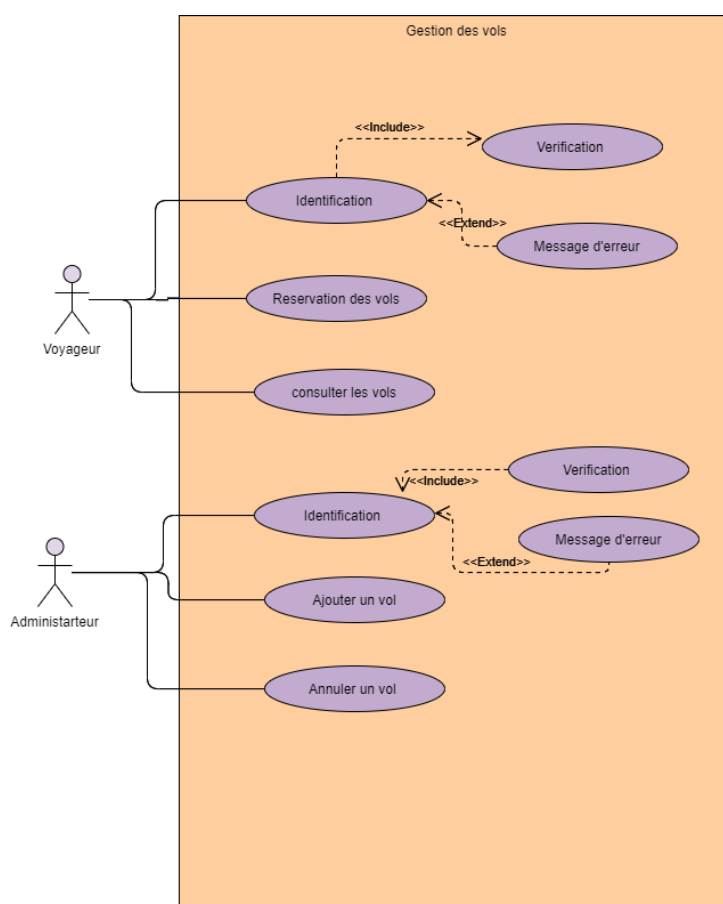 Gestion des vols
<<Include>>
Verification
Identification
<<Extend>>
Message d'erreur
Reservation des vols
Voyageur
consulter les vols
Verification
<<Include>>
Identification
Message d'erreur
<<Extend>>
Ajouter un vol
Administarteur
Annuler un vol